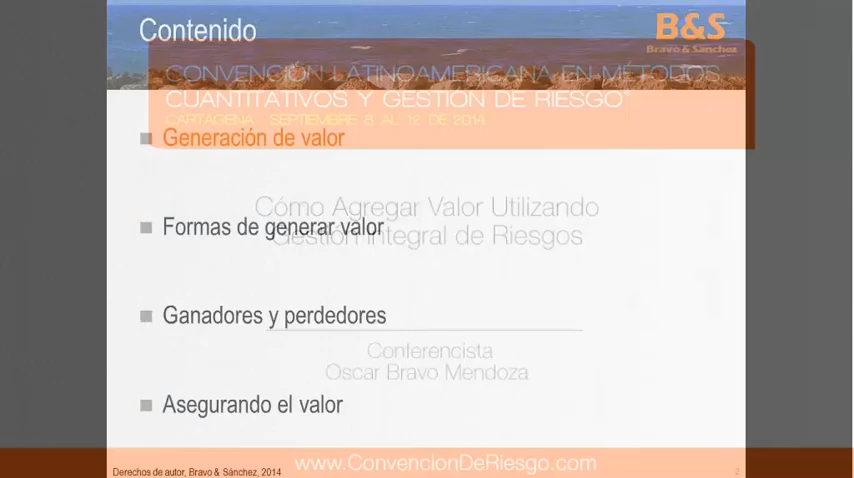 Contenido
B&S
Bravo & Sánchez
CONVENCIÓN LATINOAMERICANA EN MÉTODOS
CUANTITATIVOS Y GESTIÓN DE RIESGO
CARTAGENA SEPTIEMBRE 8 AL 12 DE 2014
Generación de valor
Cómo Agregar Valor Utilizando
Formas de generar valor
Gestión Integral de Riesgos
Ganadores y perdedores
Conferencista
Oscar Bravo Mendoza
Asegurando el valor
www.ConvencionDeRiesgo.com
Derechos de autor, Bravo & Sánchez, 2014
2